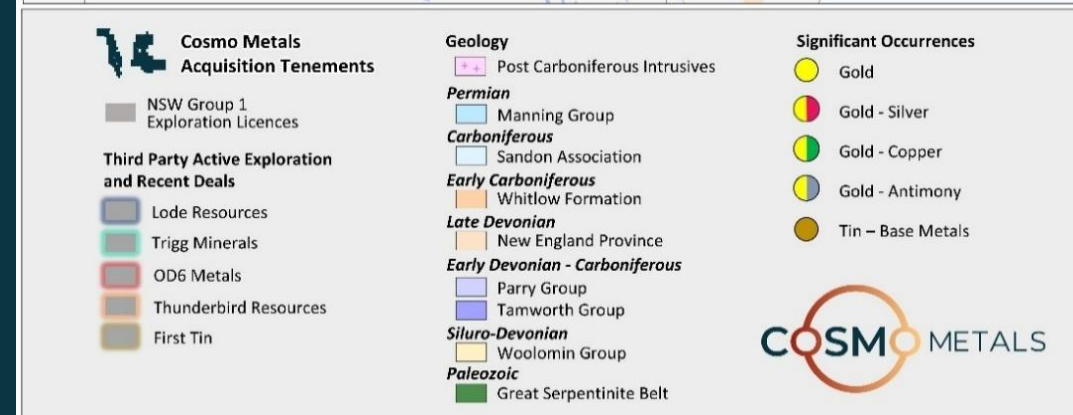 Cosmo Metals
Acquisition Tenements
NSW Group 1
Exploration Licences
Third Party Active Exploration
and Recent Deals
Lode Resources
Trigg Minerals
OD6 Metals
Thunderbird Resources
First Tin
Geology
Post Carboniferous Intrusives
Permian
Manning Group
Carboniferous
Sandon Association
Early Carboniferous
Whitlow Formation
Late Devonian
New England Province
Early Devonian - Carboniferous
Parry Group
Tamworth Group
Siluro-Devonian
Woolomin Group
Paleozoic
Great Serpentinite Belt
Significant Occurrences
Gold
Gold - Silver
Gold - Copper
Gold - Antimony
Tin – Base Metals
COSMO METALS